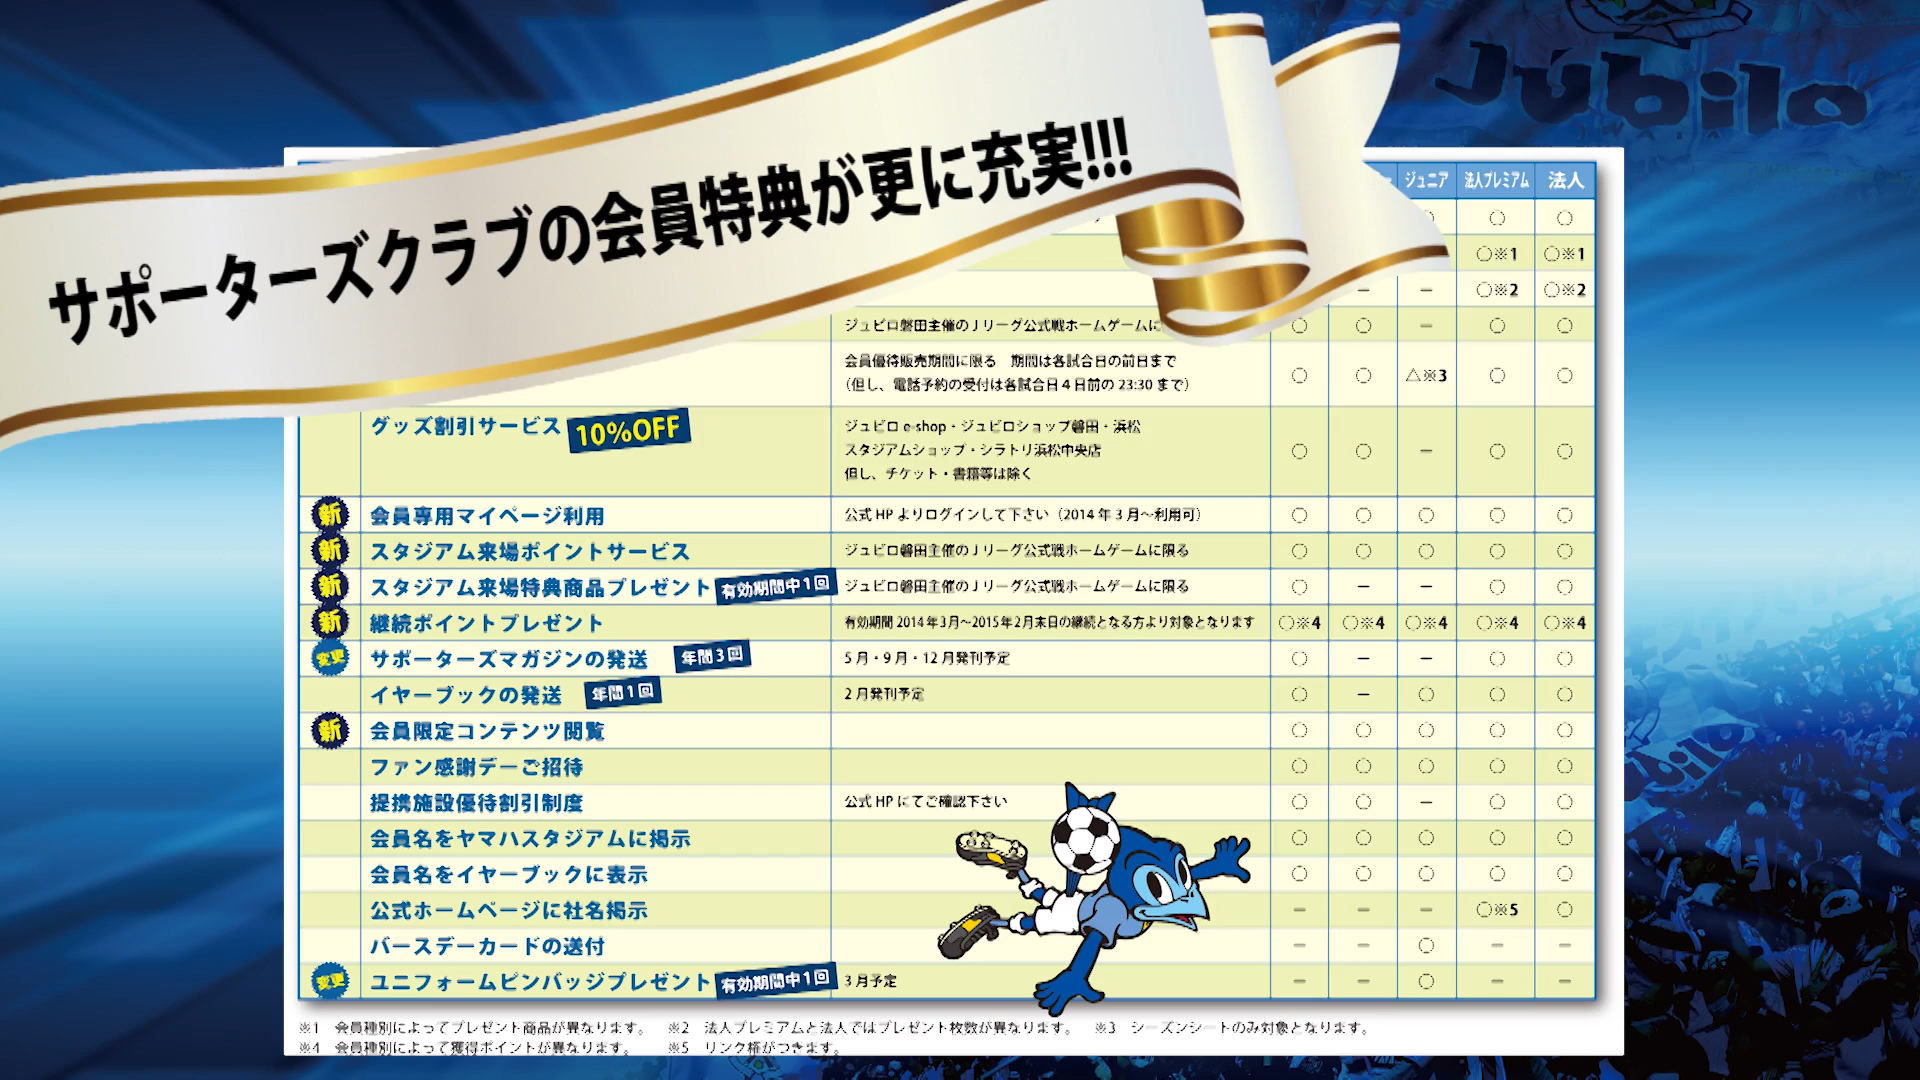 Júbilo
サポーターズクラブの会員特典が更に充実!!!
ジュニア 法人プレミアム 法人
○ ○
○※1 ○※1
− − ○※2 ○※2
ジュビロ磐田主催のJリーグ公式戦ホームゲームに ○ ○ − ○ ○
会員優待販売期間に限る 期間は各試合日の前日まで
(但し、電話予約の受付は各試合日4日前の23:30まで) ○ ○ △※3 ○ ○
グッズ割引サービス 10%OFF ジュビロe-shop・ジュビロショップ磐田・浜松
スタジアムショップ・シラトリ浜松中央店 ○ ○ − ○ ○
但し、チケット・書籍等は除く
新 会員専用マイページ利用 公式HPよりログインして下さい(2014年3月〜利用可) ○ ○ ○ ○ ○
新 スタジアム来場ポイントサービス ジュビロ磐田主催のJリーグ公式戦ホームゲームに限る ○ ○ ○ ○ ○
新 スタジアム来場特典商品プレゼント 有効期間中1回 ジュビロ磐田主催のJリーグ公式戦ホームゲームに限る ○ − − ○ ○
新 継続ポイントプレゼント 有効期間2014年3月〜2015年2月末日の継続となる方より対象となります ○※4 ○※4 ○※4 ○※4 ○※4
変更 サポーターズマガジンの発送 年間3回 5月・9月・12月発刊予定 ○ − − ○ ○
イヤーブックの発送 年間1回 2月発刊予定 ○ − ○ ○ ○
新 会員限定コンテンツ閲覧 ○ ○ ○ ○ ○
ファン感謝デーご招待 ○ ○ ○ ○ ○
提携施設優待割引制度 公式HPにてご確認下さい ○ ○ − ○ ○
会員名をヤマハスタジアムに掲示 ○ ○ ○ ○ ○
会員名をイヤーブックに表示 ○ ○ ○ ○ ○
公式ホームページに社名掲示 − − − ○※5 ○
バースデーカードの送付 − − ○ − −
変更 ユニフォームピンバッジプレゼント 有効期間中1回 3月予定 − − ○ − −
※1 会員種別によってプレゼント商品が異なります。 ※2 法人プレミアムと法人ではプレゼント枚数が異なります。 ※3 シーズンシートのみ対象となります。
※4 会員種別によって獲得ポイントが異なります。 ※5 リンク権がつきます。